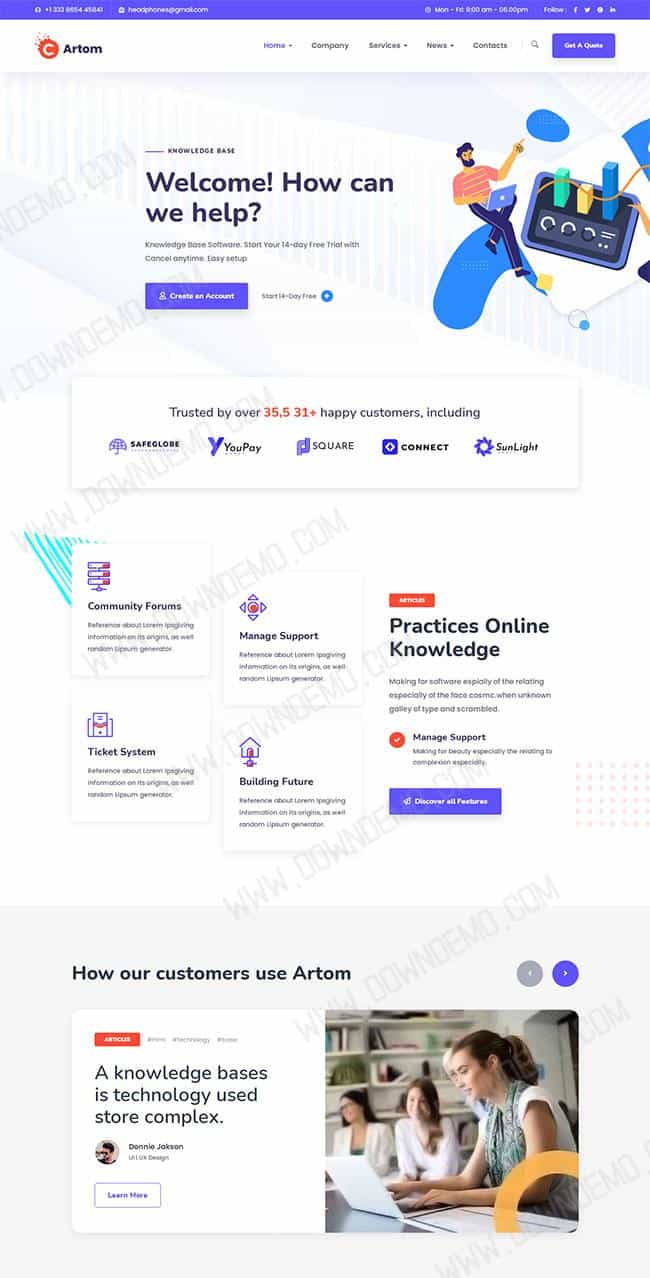 +1 333 8654 45841
headphones@gmail.com
Mon - Fri: 9:00 am - 06.00pm
Follow :
Artom
Home
Company
Services
News
Contacts
Get A Quote
KNOWLEDGE BASE
Welcome! How can
we help?
Knowledge Base Software. Start Your 14-day Free Trial with
Cancel anytime. Easy setup
Create an Account
Start 14-Day Free
Trusted by over 35,5 31+ happy customers, including
SAFEGLOBE
YouPay
SQUARE
CONNECT
SunLight
Community Forums
Reference about Lorem Ipsgiving
information on its origins, as well
random Lipsum generator.
Manage Support
Reference about Lorem Ipsgiving
information on its origins, as well
random Lipsum generator.
Ticket System
Reference about Lorem Ipsgiving
information on its origins, as well
random Lipsum generator.
Building Future
Reference about Lorem Ipsgiving
information on its origins, as well
random Lipsum generator.
ARTICLES
Practices Online
Knowledge
Making for software espially of the relating
especially of the face cosmc.when unknown
galley of type and scrambled.
Manage Support
Making for beauty especially the relating to
complexion especially.
Discover all Features
How our customers use Artom
ARTICLES
#technology
A knowledge bases
is technology used
store complex.
Donnie Jakson
UI UX Design
Learn More
WWW.DOWNDEMO.COM